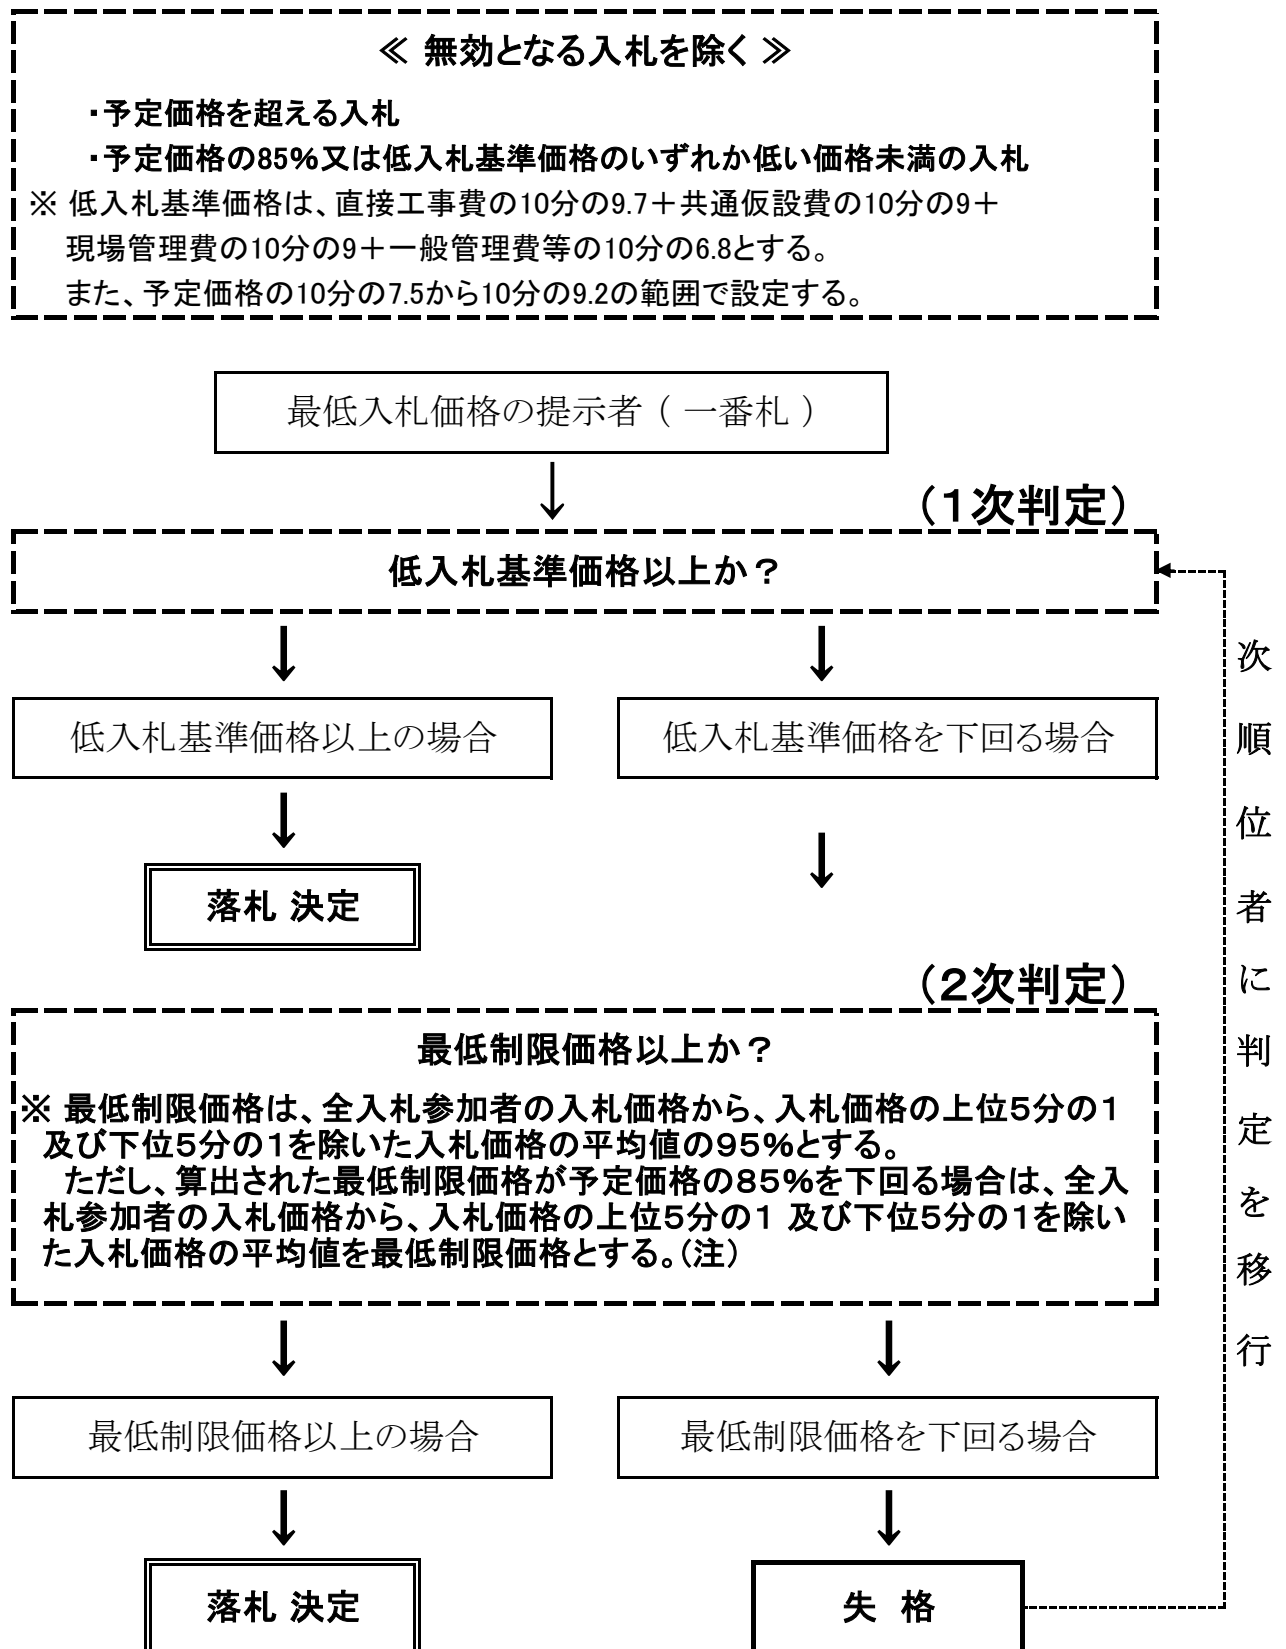 ≪ 無効となる入札を除く ≫
・予定価格を超える入札
・予定価格の85%又は低入札基準価格のいずれか低い価格未満の入札
※ 低入札基準価格は、直接工事費の10分の9.7＋共通仮設費の10分の9＋
現場管理費の10分の9＋一般管理費等の10分の6.8とする。
また、予定価格の10分の7.5から10分の9.2の範囲で設定する。
最低入札価格の提示者（ 一番札 ）
↓
（１次判定）
低入札基準価格以上か？
↓ ↓
低入札基準価格以上の場合
低入札基準価格を下回る場合
↓
↓
落札 決定
（２次判定）
最低制限価格以上か？
※ 最低制限価格は、全入札参加者の入札価格から、入札価格の上位５分の１
及び下位５分の１を除いた入札価格の平均値の９５％とする。
ただし、算出された最低制限価格が予定価格の８５％を下回る場合は、全入
札参加者の入札価格から、入札価格の上位５分の１ 及び下位５分の１を除い
た入札価格の平均値を最低制限価格とする。（注）
↓ ↓
最低制限価格以上の場合
最低制限価格を下回る場合
↓ ↓
落札 決定
失 格
次順位者に判定を移行